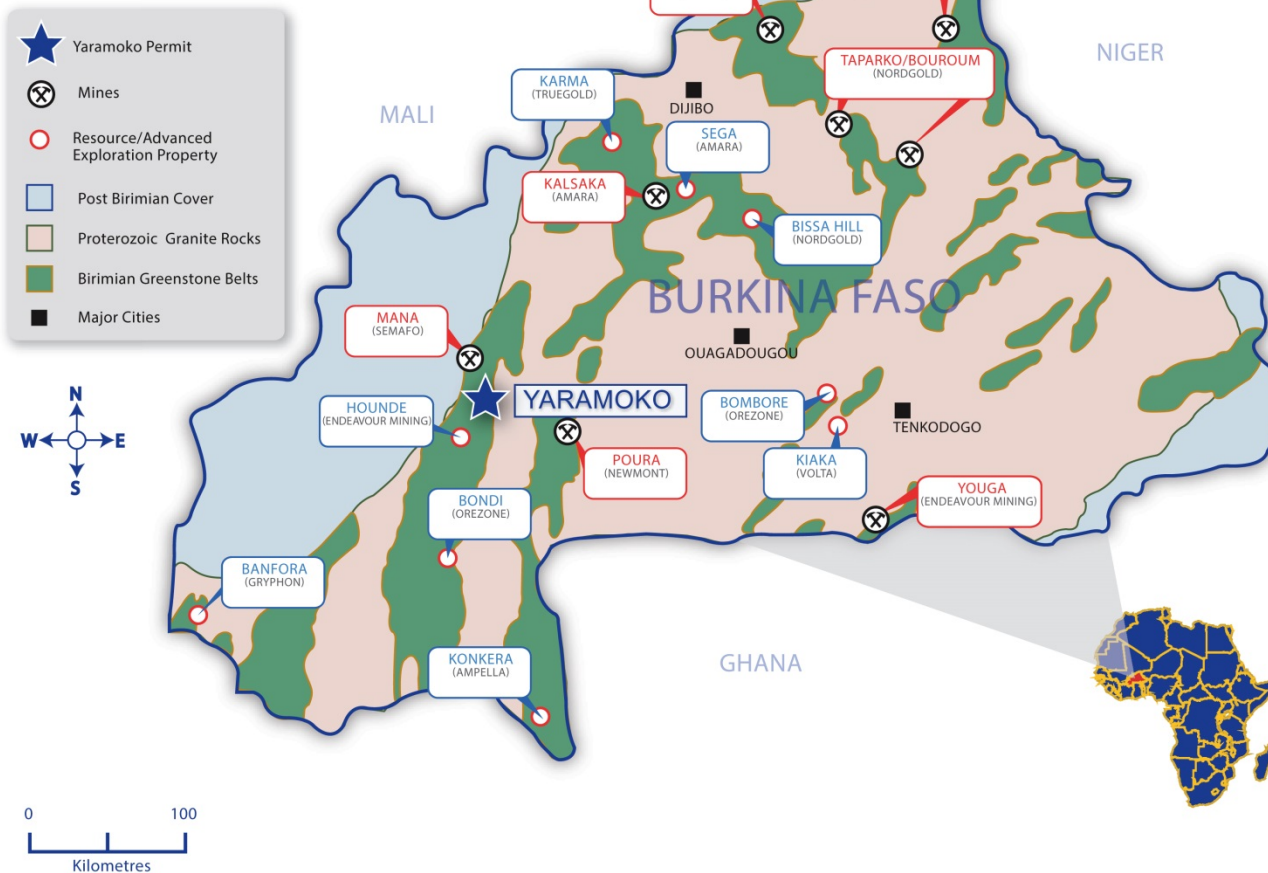 Yaramoko Permit
Mines
Resource/Advanced
Exploration Property
Post Birimian Cover
Proterozoic Granite Rocks
Birimian Greenstone Belts
Major Cities
NIGER
MALI
TAPARKO/BOUROUM
(NORDGOLD)
KARMA
(TRUEGOLD)
DIJIBO
SEGA
(AMARA)
KALSAKA
(AMARA)
BISSA HILL
(NORDGOLD)
BURKINA FASO
MANA
(SEMAFO)
OUAGADOUGOU
YARAMOKO
HOUNDE
(ENDEAVOUR MINING)
BOMBORE
(OREZONE)
TENKODOGO
POURA
(NEWMONT)
KIAKA
(VOLTA)
YOUGA
(ENDEAVOUR MINING)
BONDI
(OREZONE)
BANFORA
(GRYPHON)
KONKERA
(AMPELLA)
GHANA
N
W
E
S
0
100
Kilometres